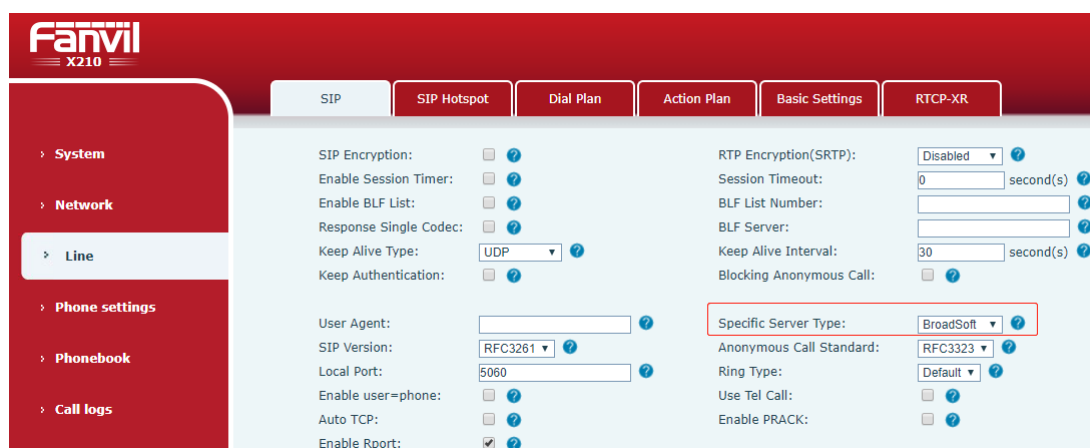 Fanvil
X210
SIP
SIP Hotspot
Dial Plan
Action Plan
Basic Settings
RTCP-XR
› System
› Network
› Line
› Phone settings
› Phonebook
› Call logs
SIP Encryption: ? RTP Encryption(SRTP): Disabled ?
Enable Session Timer: ? Session Timeout: 0 second(s) ?
Enable BLF List: ? BLF List Number: ?
Response Single Codec: ? BLF Server: ?
Keep Alive Type: UDP ? Keep Alive Interval: 30 second(s) ?
Keep Authentication: ? Blocking Anonymous Call: ?
User Agent: ? Specific Server Type: BroadSoft ?
SIP Version: RFC3261 ? Anonymous Call Standard: RFC3323 ?
Local Port: 5060 ? Ring Type: Default ?
Enable user=phone: ? Use Tel Call: ?
Auto TCP: ? Enable PRACK: ?
Enable Rport: ?